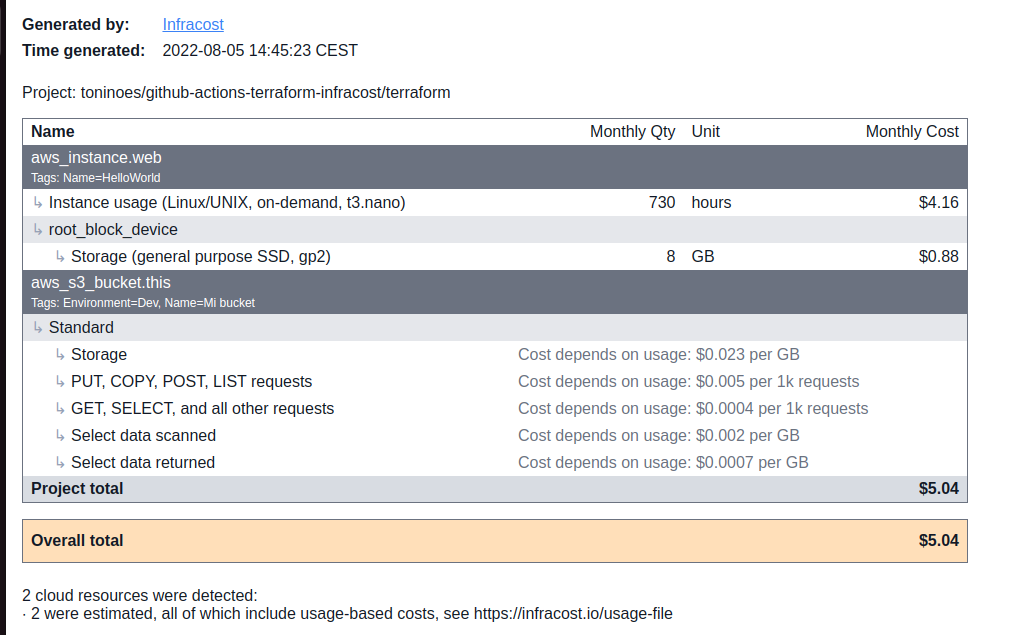 Generated by: Infracost
Time generated: 2022-08-05 14:45:23 CEST
Project: toninoes/github-actions-terraform-infracost/terraform
Name Monthly Qty Unit Monthly Cost
aws_instance.web
Tags: Name=HelloWorld
↳ Instance usage (Linux/UNIX, on-demand, t3.nano) 730 hours $4.16
↳ root_block_device
↳ Storage (general purpose SSD, gp2) 8 GB $0.88
aws_s3_bucket.this
Tags: Environment=Dev, Name=Mi bucket
↳ Standard
↳ Storage Cost depends on usage: $0.023 per GB
↳ PUT, COPY, POST, LIST requests Cost depends on usage: $0.005 per 1k requests
↳ GET, SELECT, and all other requests Cost depends on usage: $0.0004 per 1k requests
↳ Select data scanned Cost depends on usage: $0.002 per GB
↳ Select data returned Cost depends on usage: $0.0007 per GB
Project total $5.04
Overall total $5.04
2 cloud resources were detected:
· 2 were estimated, all of which include usage-based costs, see https://infracost.io/usage-file